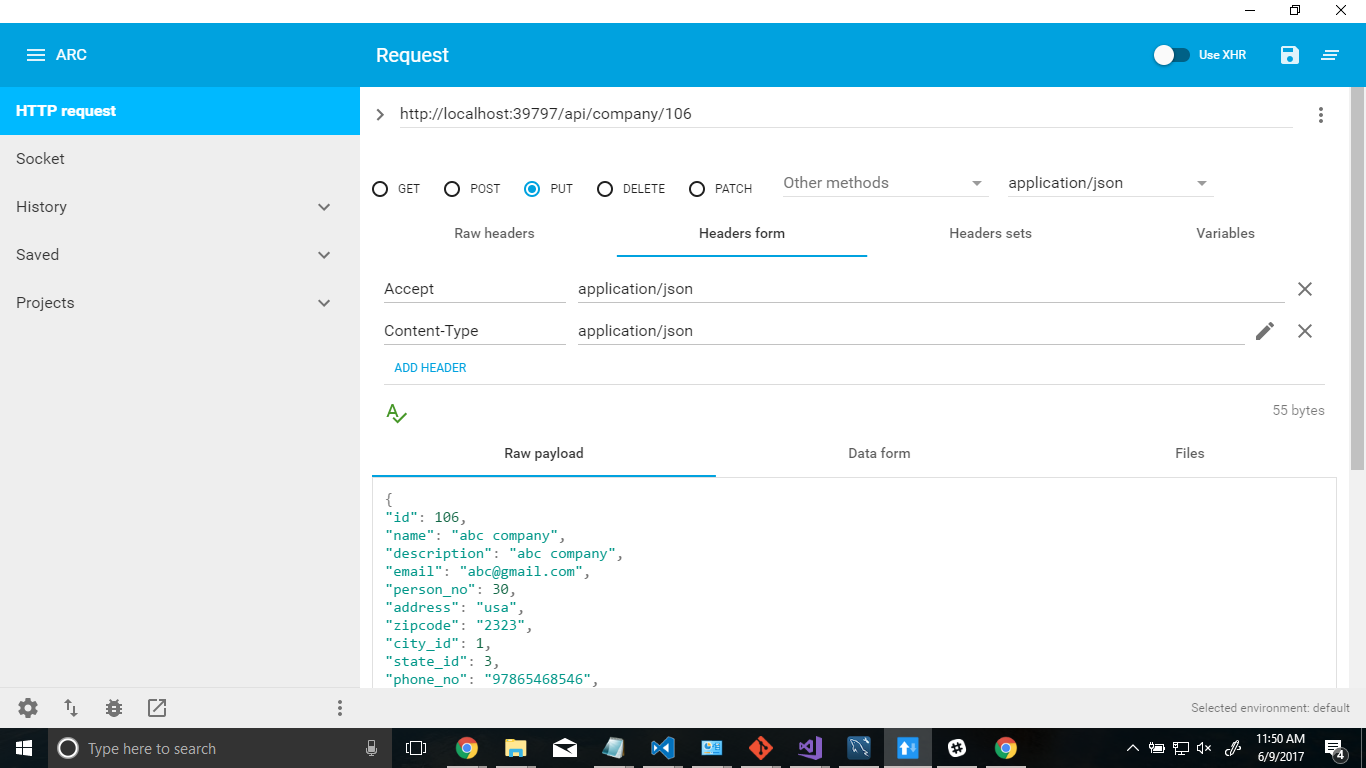 ARC
Request
Use XHR
HTTP request
http://localhost:39797/api/company/106
Socket
GET
POST
PUT
DELETE
PATCH
Other methods
application/json
History
Raw headers
Headers form
Headers sets
Variables
Saved
Accept
application/json
Projects
Content-Type
application/json
ADD HEADER
55 bytes
Raw payload
Data form
Files
{
"id": 106,
"name": "abc company",
"description": "abc company",
"email": "abc@gmail.com",
"person_no": 30,
"address": "usa",
"zipcode": "2323",
"city_id": 1,
"state_id": 3,
"phone_no": "97865468546",
Selected environment: default
Type here to search
11:50 AM
6/9/2017
4